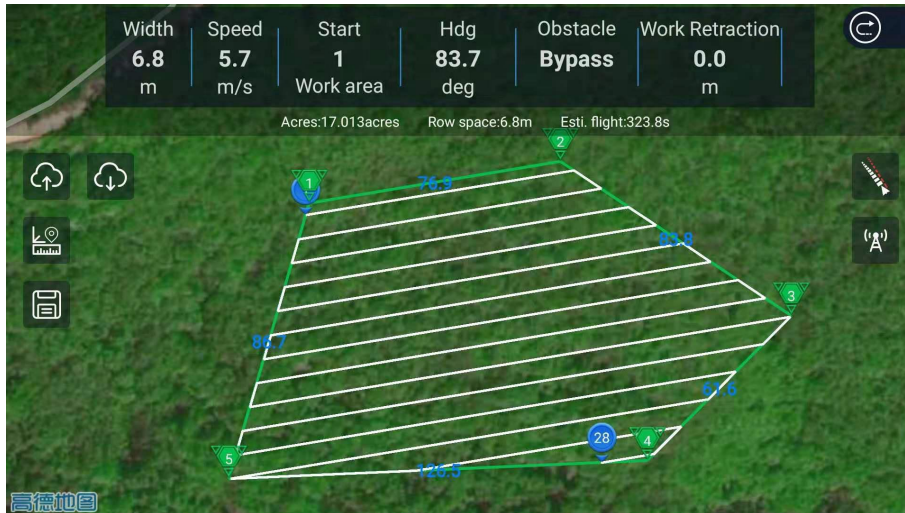 Width Speed Start Hdg Obstacle Work Retraction
6.8 5.7 1 83.7 Bypass 0.0
m m/s Work area deg m
Acres:17.013acres Row space:6.8m Esti. flight:323.8s
2
1
76.9
83.8
3
86.7
61.6
28
4
5
126.5
高德地图